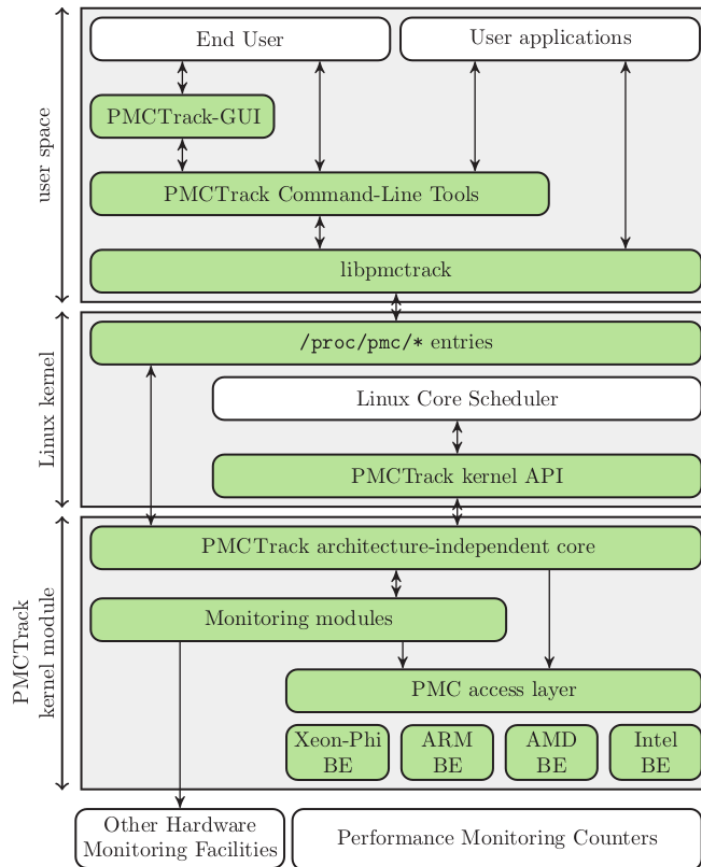 End User
User applications
PMCTrack-GUI
PMCTrack Command-Line Tools
libpmctrack
user space
/proc/pmc/* entries
Linux Core Scheduler
PMCTrack kernel API
Linux kernel
PMCTrack architecture-independent core
Monitoring modules
PMC access layer
Xeon-Phi
BE
ARM
BE
AMD
BE
Intel
BE
PMCTrack
kernel module
Other Hardware
Monitoring Facilities
Performance Monitoring Counters